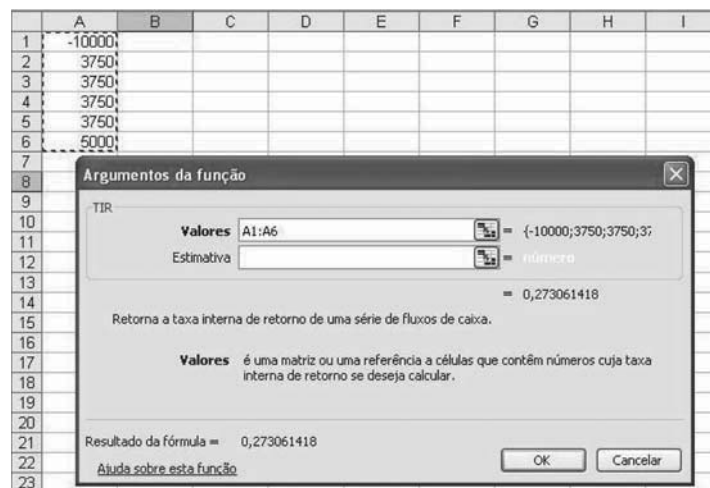 A B C D E F G H I
1 -10000
2 3750
3 3750
4 3750
5 3750
6 5000
7
8 Argumentos da função
9 TIR
10 Valores A1:A6 = {-10000;3750;3750;37
11
12 Estimativa = número
13
14 = 0,273061418
15 Retorna a taxa interna de retorno de uma série de fluxos de caixa.
16
17 Valores é uma matriz ou uma referência a células que contêm números cuja taxa
18 interna de retorno se deseja calcular.
19
20
21 Resultado da fórmula = 0,273061418
22 Ajuda sobre esta função OK Cancelar
23